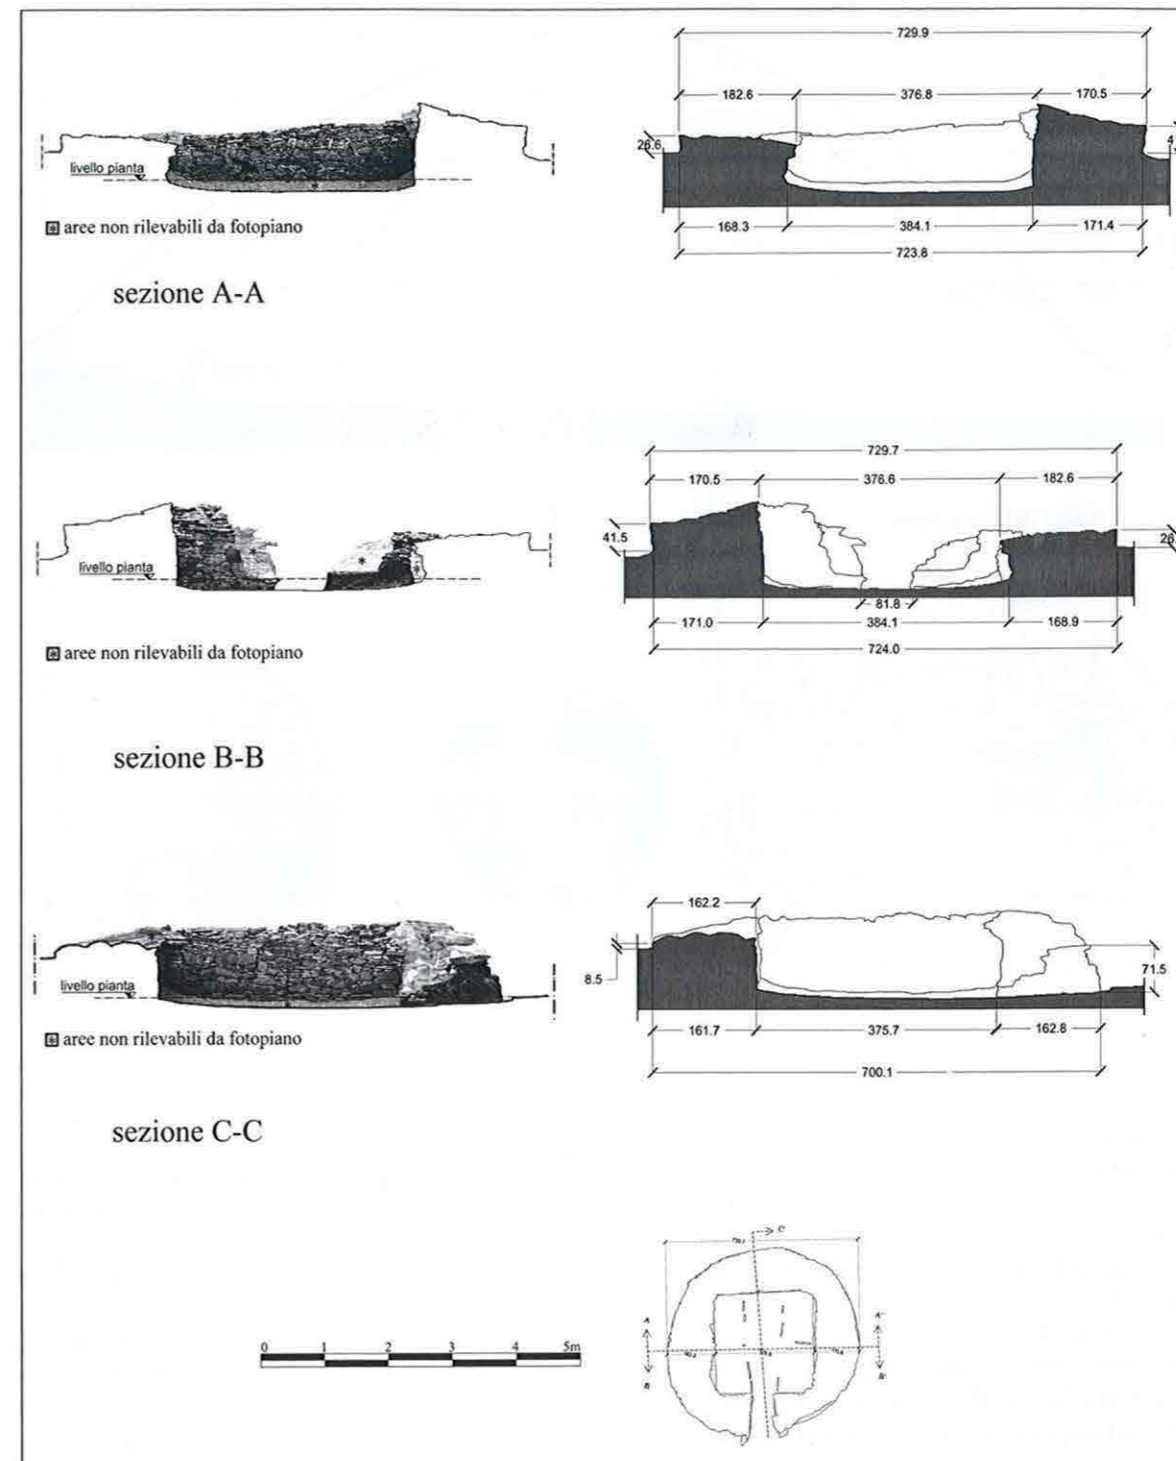 729.9
182.6 376.8 170.5
26.6
4
livello pianta
* aree non rilevabili da fotopiano
168.3 384.1 171.4
723.8
sezione A-A
729.7
170.5 376.6 182.6
41.5
26
livello pianta
81.8
171.0 384.1 168.9
724.0
* aree non rilevabili da fotopiano
sezione B-B
162.2
8.5
71.5
livello pianta
161.7 375.7 162.8
* aree non rilevabili da fotopiano
700.1
sezione C-C
C'
A A'
B B'
0 1 2 3 4 5m